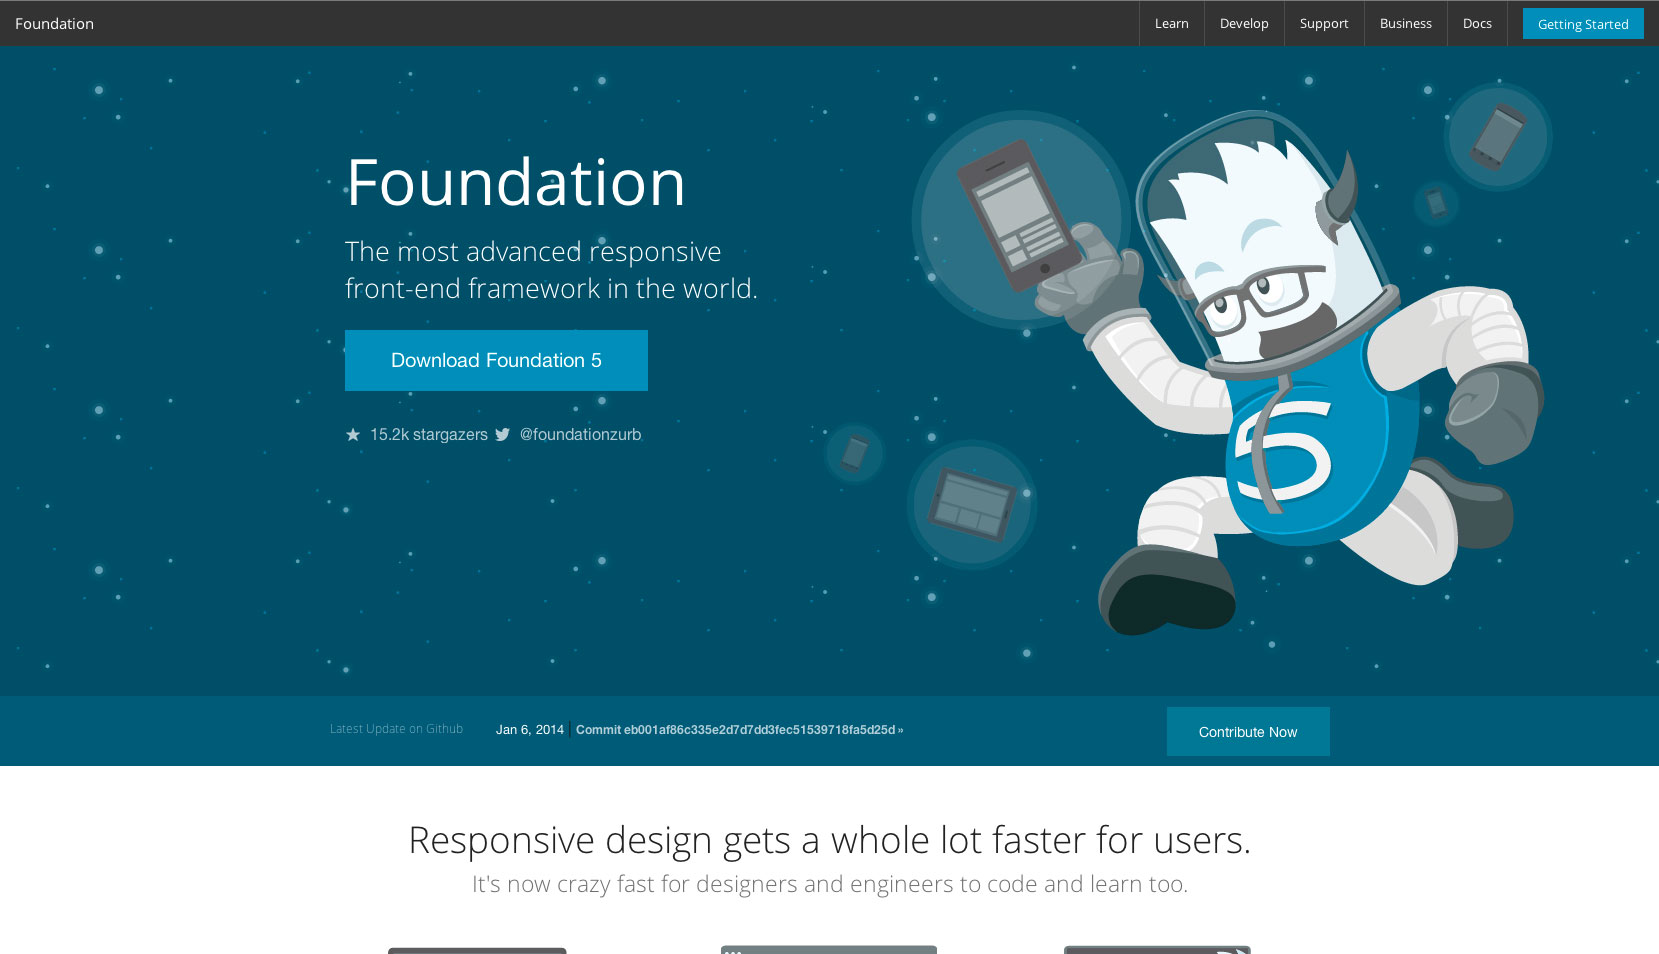 Foundation
Learn
Develop
Support
Business
Docs
Getting Started
Foundation
The most advanced responsive
front-end framework in the world.
Download Foundation 5
15.2k stargazers @foundationzurb
5
Latest Update on Github
Jan 6, 2014 | Commit eb001af86c335e2d7d7dd3fec51539718fa5d25d »
Contribute Now
Responsive design gets a whole lot faster for users.
It's now crazy fast for designers and engineers to code and learn too.